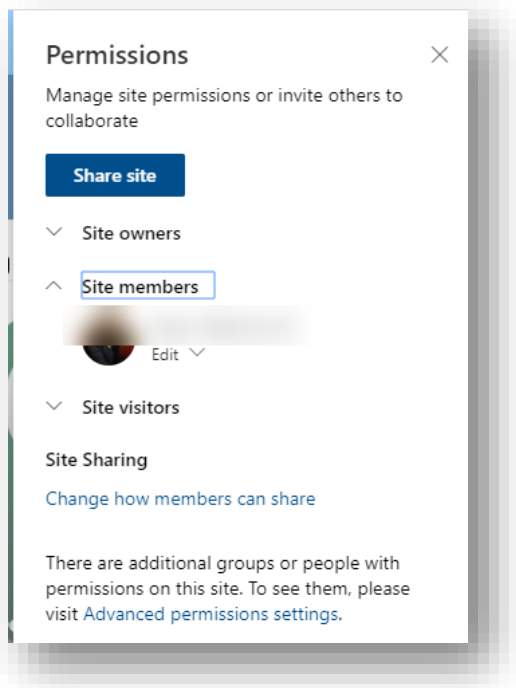 Permissions
Manage site permissions or invite others to
collaborate
Share site
Site owners
Site members
Edit
Site visitors
Site Sharing
Change how members can share
There are additional groups or people with
permissions on this site. To see them, please
visit Advanced permissions settings.